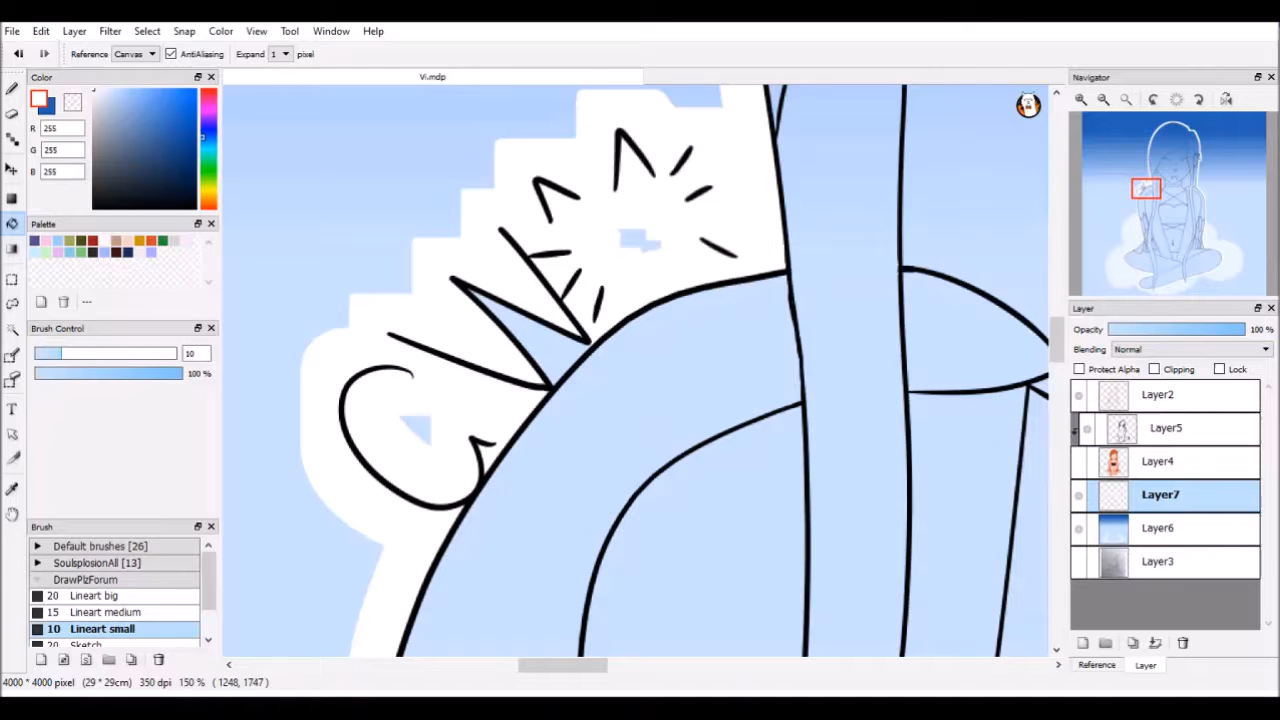 File Edit Layer Filter Select Snap Color View Tool Window Help
Reference Canvas AntiAliasing Expand 1 pixel
Color
Vi.mdp
Navigator
R 255
G 255
B 255
Palette
Layer
Opacity 100 %
Brush Control
Blending Normal
10
Protect Alpha Clipping Lock
100 %
Layer2
Layer5
Layer4
Layer7
Layer6
Layer3
Brush
Default brushes [26]
SoulsplosionAll [13]
DrawPlzForum
20 Lineart big
15 Lineart medium
10 Lineart small
20 Sketch
Reference Layer
4000 * 4000 pixel (29 * 29cm) 350 dpi 150 % ( 1248, 1747 )